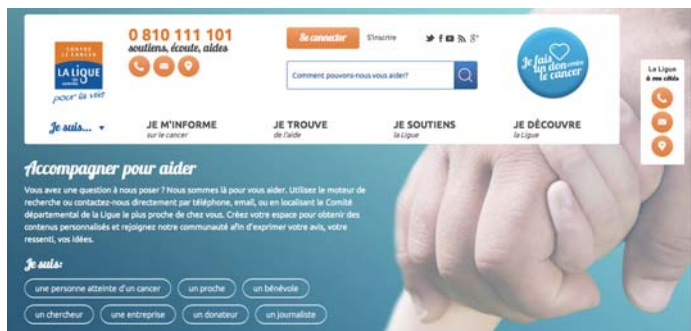 CONTRE
LE CANCER
LA LIGUE
pour la vie
0 810 111 101
soutiens, écoute, aides
Se connecter
S'inscrire
Comment pouvons-nous vous aider?
Je fais
un don contre
le cancer
La Ligue
à vos côtés
Je suis...
JE M'INFORME
sur le cancer
JE TROUVE
de l'aide
JE SOUTIENS
la Ligue
JE DÉCOUVRE
la Ligue
Accompagner pour aider
Vous avez une question à nous poser ? Nous sommes là pour vous aider. Utilisez le moteur de
recherche ou contactez-nous directement par téléphone, email, ou en localisant le Comité
départemental de la Ligue le plus proche de chez vous. Créez votre espace pour obtenir des
contenus personnalisés et rejoignez notre communauté afin d'exprimer votre avis, votre
ressenti, vos idées.
Je suis:
une personne atteinte d'un cancer
un proche
un bénévole
un chercheur
une entreprise
un donateur
un journaliste